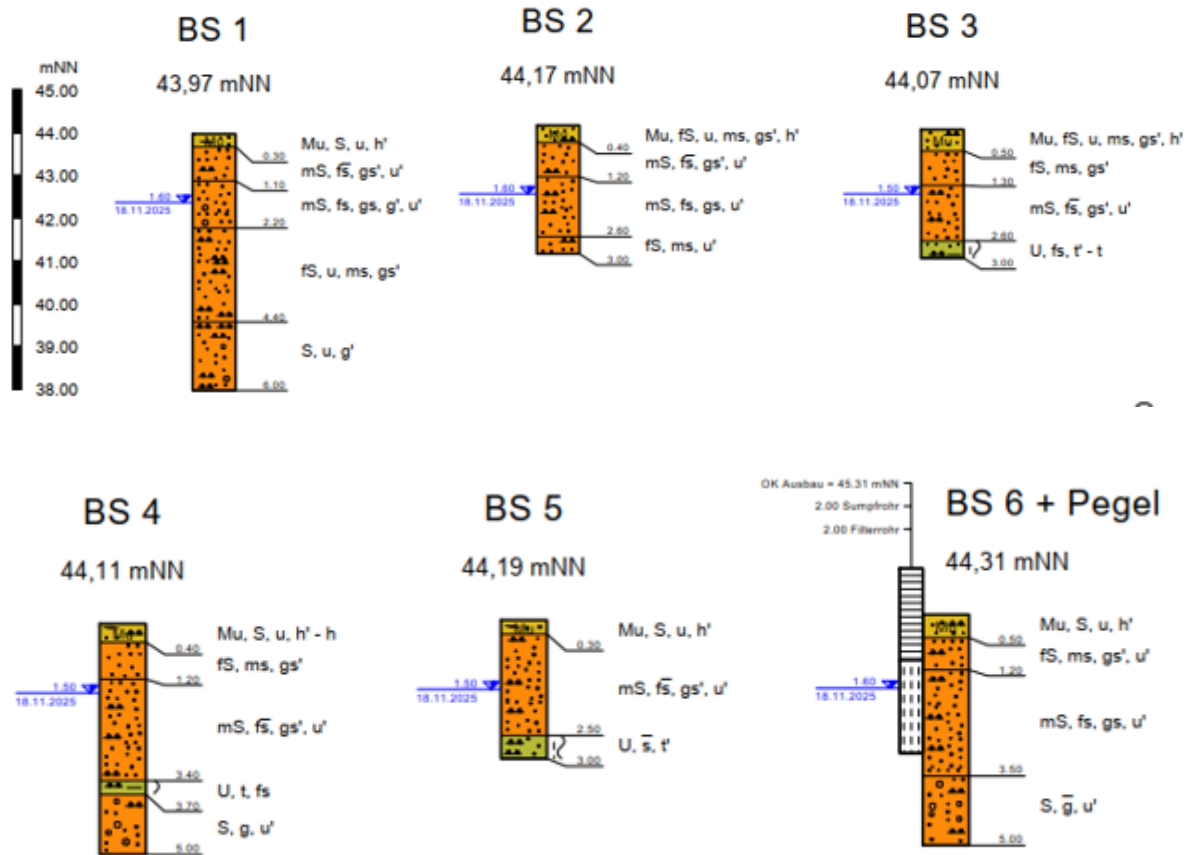 BS 1
43,97 mNN
mNN
45.00
44.00
43.00
42.00
41.00
40.00
39.00
38.00
Mu
0.30
1.10
1.60
18.11.2025
2.20
4.40
6.00
Mu, S, u, h'
mS, fs̅, gs', u'
mS, fs, gs, g', u'
fS, u, ms, gs'
S, u, g'
BS 2
44,17 mNN
Mu
0.40
1.20
1.60
18.11.2025
2.60
3.00
Mu, fS, u, ms, gs', h'
mS, fs̅, gs', u'
mS, fs, gs, u'
fS, ms, u'
BS 3
44,07 mNN
Mu
0.50
1.30
1.50
18.11.2025
2.60
3.00
Mu, fS, u, ms, gs', h'
fS, ms, gs'
mS, fs̅, gs', u'
U, fs, t' - t
BS 4
44,11 mNN
Mu
0.40
1.20
1.50
18.11.2025
3.40
3.70
5.00
Mu, S, u, h' - h
fS, ms, gs'
mS, fs̅, gs', u'
U, t, fs
S, g, u'
BS 5
44,19 mNN
Mu
0.30
1.50
18.11.2025
2.50
3.00
Mu, S, u, h'
mS, fs̅, gs', u'
U, s̅, t'
OK Ausbau = 45.31 mNN
2.00 Sumpfrohr
2.00 Filterrohr
BS 6 + Pegel
44,31 mNN
Mu
0.50
1.20
1.60
18.11.2025
3.50
5.00
Mu, S, u, h'
fS, ms, gs', u'
mS, fs, gs, u'
S, g̅, u'